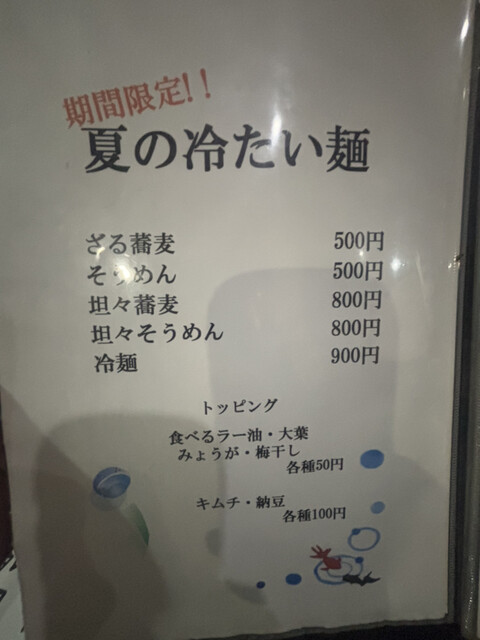 期間限定!!
夏の冷たい麺
ざる蕎麦 500円
そうめん 500円
坦々蕎麦 800円
坦々そうめん 800円
冷麺 900円
トッピング
食べるラー油・大葉
みょうが・梅干し
各種50円
キムチ・納豆
各種100円